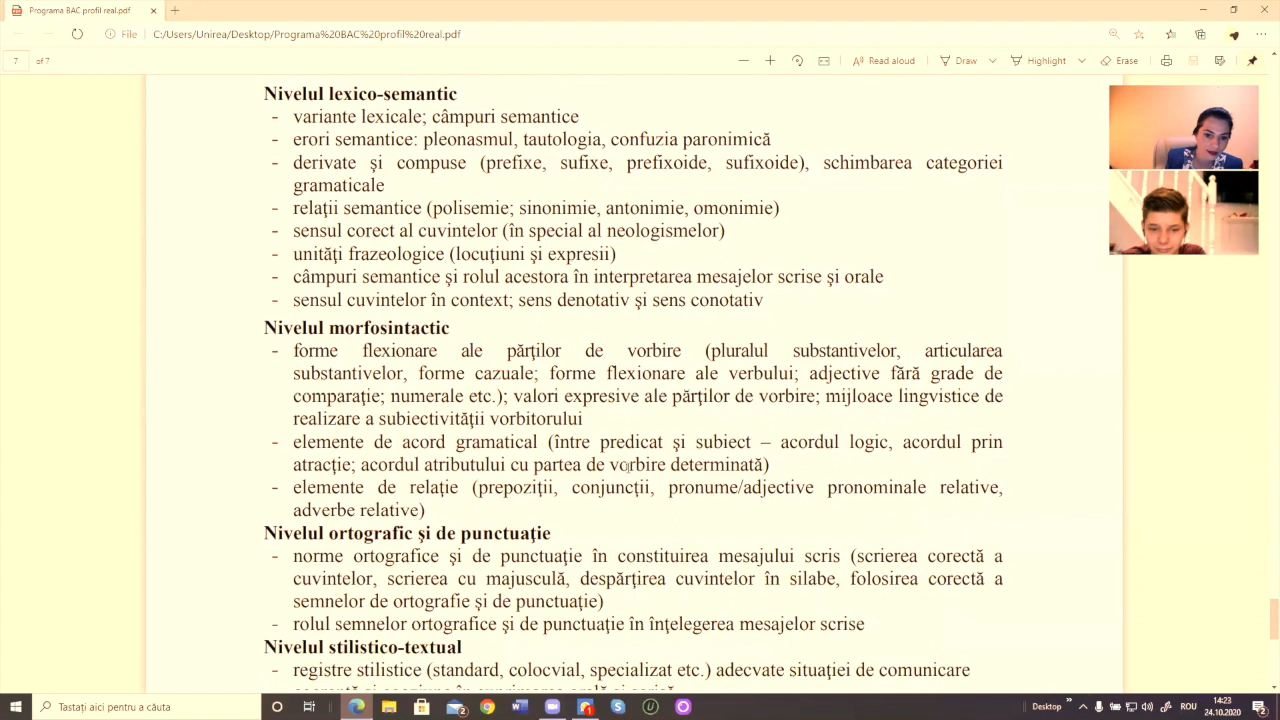 Programa BAC profil real.pdf
File
C:/Users/Unirea/Desktop/Programa%20BAC%20profil%20real.pdf
7 of 7
Read aloud
Draw
Highlight
Erase
Nivelul lexico-semantic
- variante lexicale; câmpuri semantice
- erori semantice: pleonasmul, tautologia, confuzia paronimică
- derivate şi compuse (prefixe, sufixe, prefixoide, sufixoide), schimbarea categoriei
gramaticale
- relaţii semantice (polisemie; sinonimie, antonimie, omonimie)
- sensul corect al cuvintelor (în special al neologismelor)
- unităţi frazeologice (locuţiuni şi expresii)
- câmpuri semantice şi rolul acestora în interpretarea mesajelor scrise şi orale
- sensul cuvintelor în context; sens denotativ şi sens conotativ
Nivelul morfosintactic
- forme flexionare ale părţilor de vorbire (pluralul substantivelor, articularea
substantivelor, forme cazuale; forme flexionare ale verbului; adjective fără grade de
comparaţie; numerale etc.); valori expresive ale părţilor de vorbire; mijloace lingvistice de
realizare a subiectivităţii vorbitorului
- elemente de acord gramatical (între predicat şi subiect – acordul logic, acordul prin
atracţie; acordul atributului cu partea de vorbire determinată)
- elemente de relaţie (prepoziţii, conjuncţii, pronume/adjective pronominale relative,
adverbe relative)
Nivelul ortografic şi de punctuaţie
- norme ortografice şi de punctuaţie în constituirea mesajului scris (scrierea corectă a
cuvintelor, scrierea cu majusculă, despărţirea cuvintelor în silabe, folosirea corectă a
semnelor de ortografie şi de punctuaţie)
- rolul semnelor ortografice şi de punctuaţie în înţelegerea mesajelor scrise
Nivelul stilistico-textual
- registre stilistice (standard, colocvial, specializat etc.) adecvate situaţiei de comunicare
Tastați aici pentru a căuta
Desktop
ROU
14:23
24.10.2020